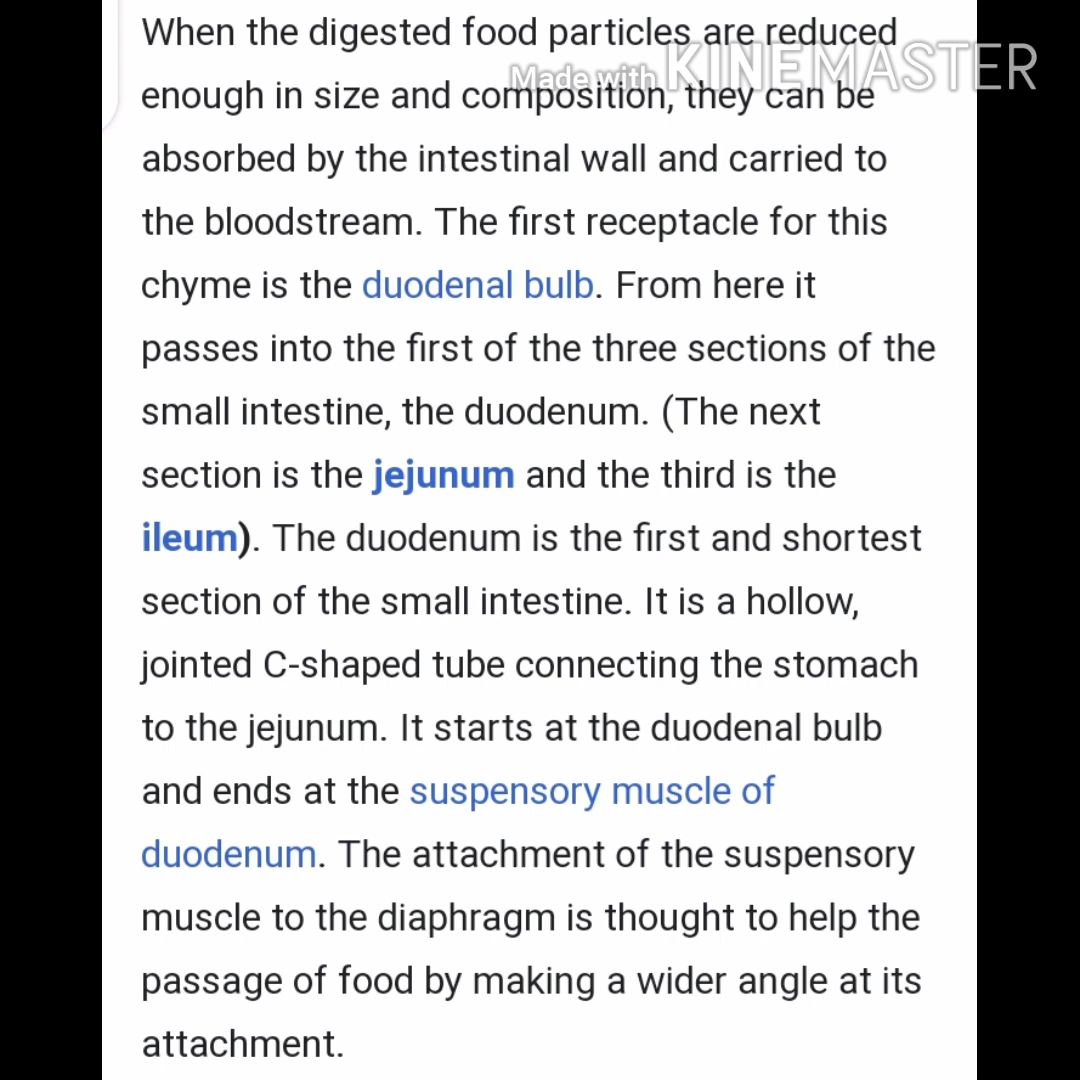 When the digested food particles are reduced
Made with KINEMASTER
enough in size and composition, they can be
absorbed by the intestinal wall and carried to
the bloodstream. The first receptacle for this
chyme is the duodenal bulb. From here it
passes into the first of the three sections of the
small intestine, the duodenum. (The next
section is the jejunum and the third is the
ileum). The duodenum is the first and shortest
section of the small intestine. It is a hollow,
jointed C-shaped tube connecting the stomach
to the jejunum. It starts at the duodenal bulb
and ends at the suspensory muscle of
duodenum. The attachment of the suspensory
muscle to the diaphragm is thought to help the
passage of food by making a wider angle at its
attachment.